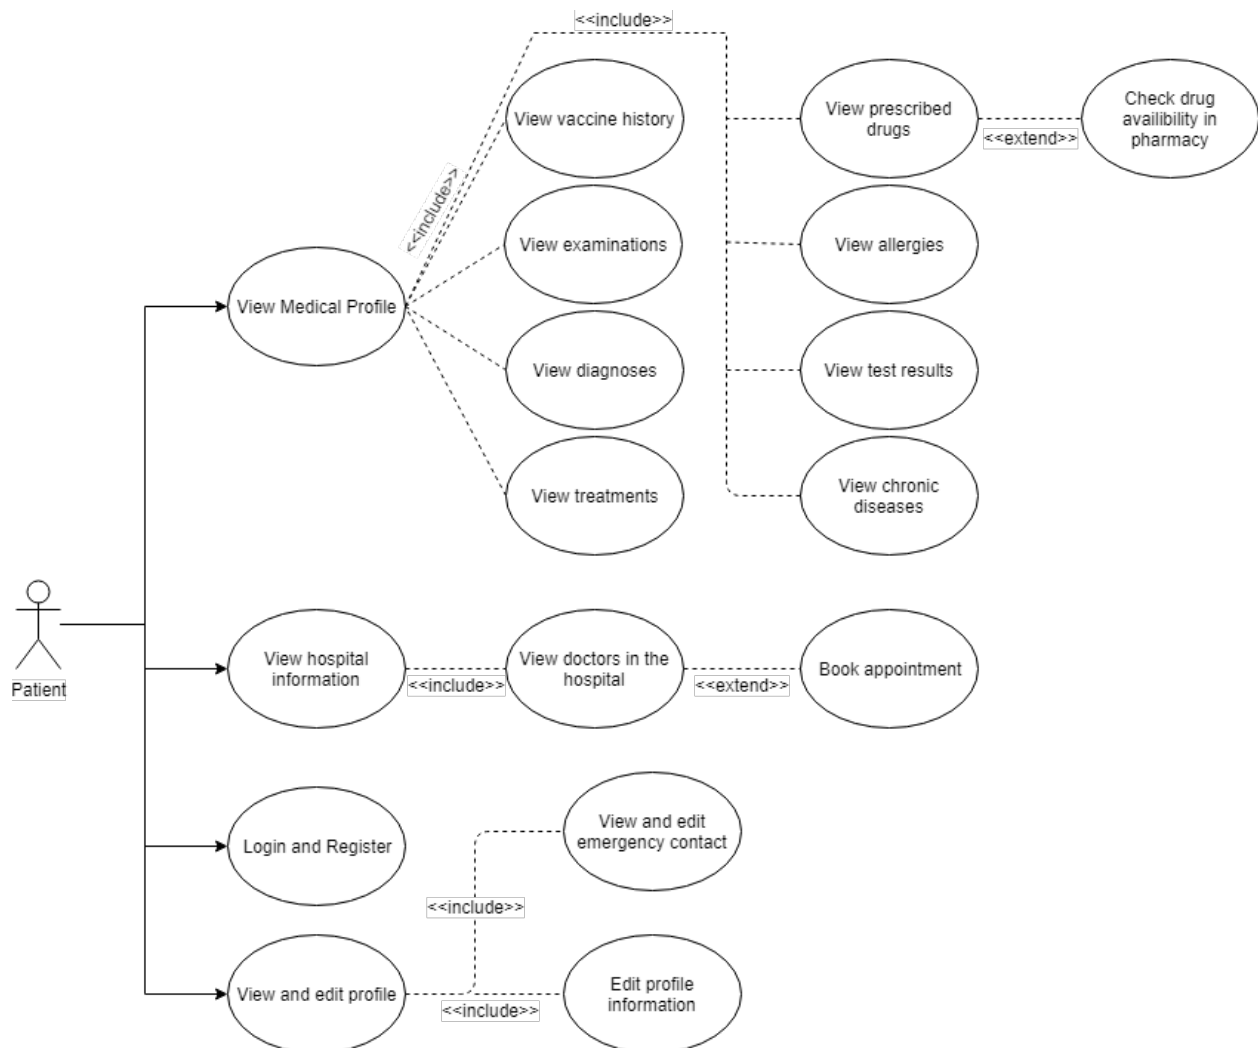 <<include>>
View vaccine history
View prescribed
drugs
<<extend>>
Check drug
availibility in
pharmacy
<<include>>
View examinations
View allergies
View Medical Profile
View diagnoses
View test results
View treatments
View chronic
diseases
Patient
View hospital
information
<<include>>
View doctors in the
hospital
<<extend>>
Book appointment
Login and Register
View and edit
emergency contact
<<include>>
View and edit profile
<<include>>
Edit profile
information